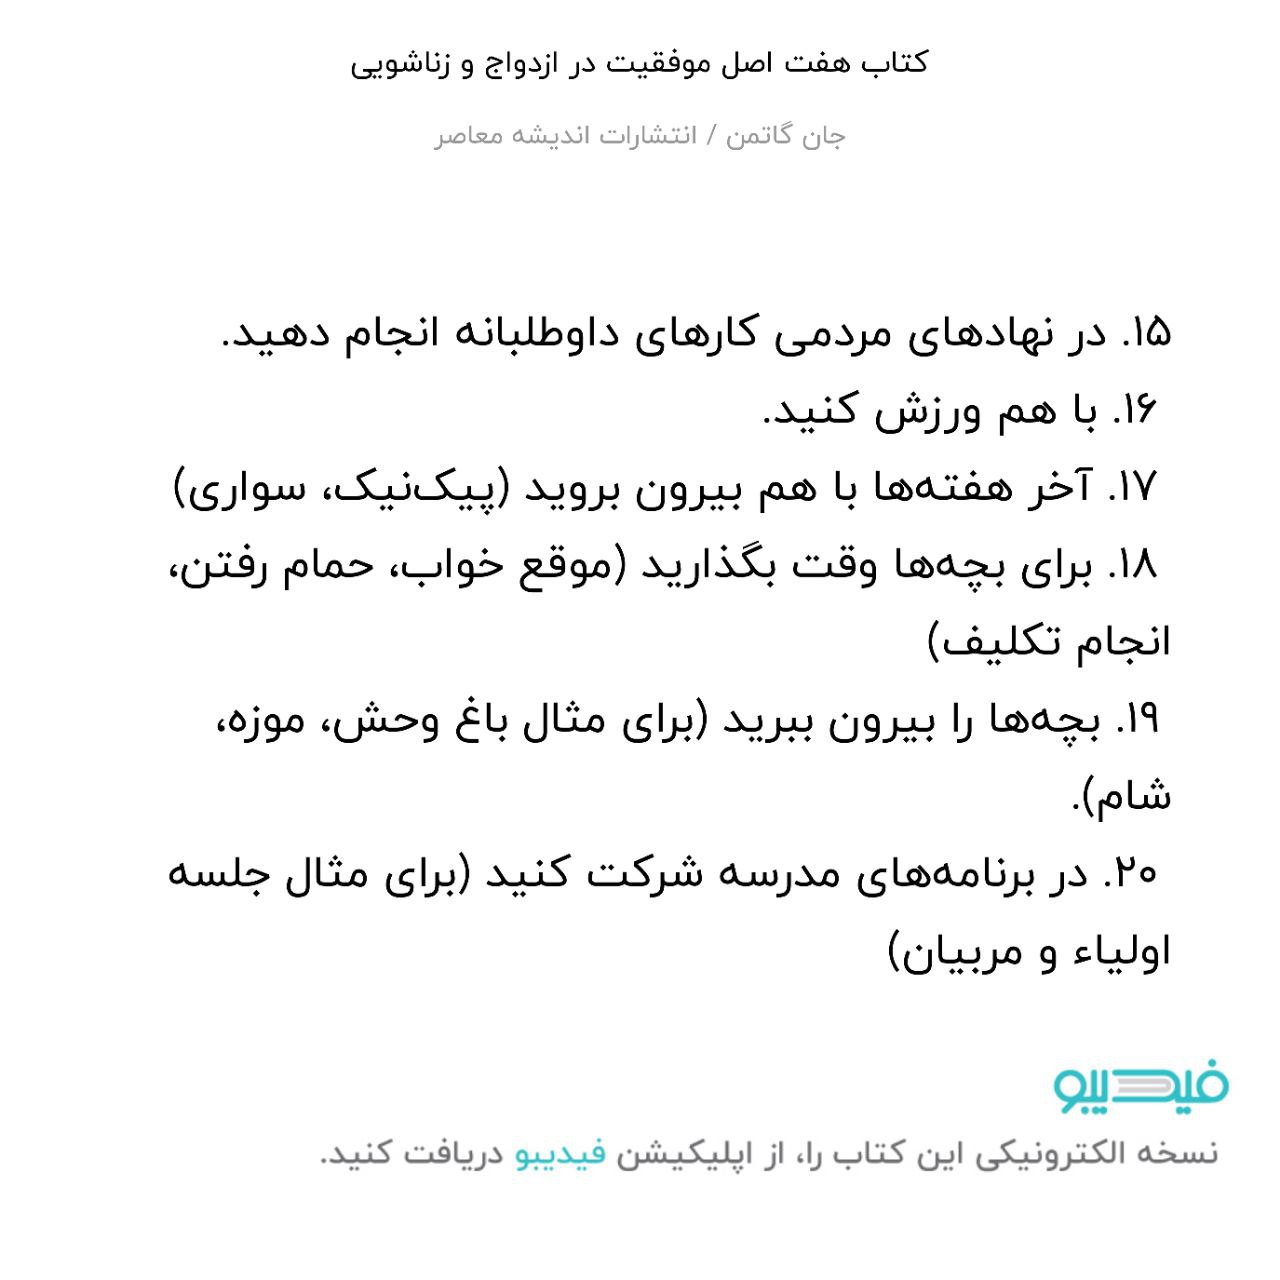 کتاب هفت اصل موفقیت در ازدواج و زناشویی
جان گاتمن / انتشارات اندیشه معاصر
۱۵. در نهادهای مردمی کارهای داوطلبانه انجام دهید.
۱۶. با هم ورزش کنید.
۱۷. آخر هفته‌ها با هم بیرون بروید (پیک‌نیک، سواری)
۱۸. برای بچه‌ها وقت بگذارید (موقع خواب، حمام رفتن،
انجام تکلیف)
۱۹. بچه‌ها را بیرون ببرید (برای مثال باغ وحش، موزه،
شام).
۲۰. در برنامه‌های مدرسه شرکت کنید (برای مثال جلسه
اولیاء و مربیان)
فیدیبو
نسخه الکترونیکی این کتاب را، از اپلیکیشن فیدیبو دریافت کنید.